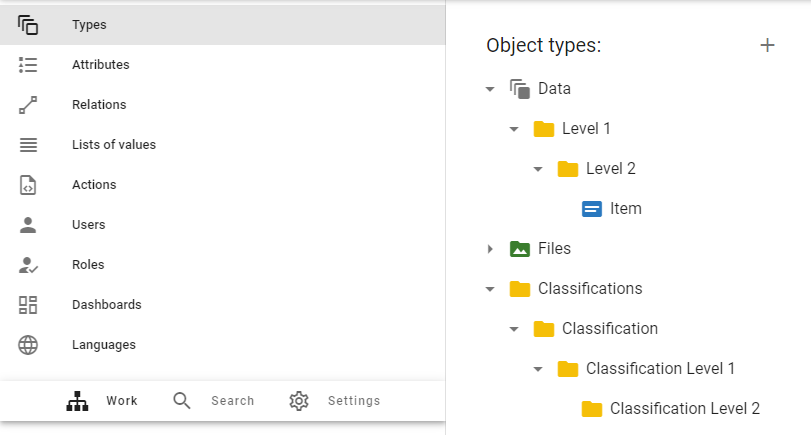 Types
Attributes
Relations
Lists of values
Actions
Users
Roles
Dashboards
Languages
Work Search Settings
Object types:
Data
Level 1
Level 2
Item
Files
Classifications
Classification
Classification Level 1
Classification Level 2